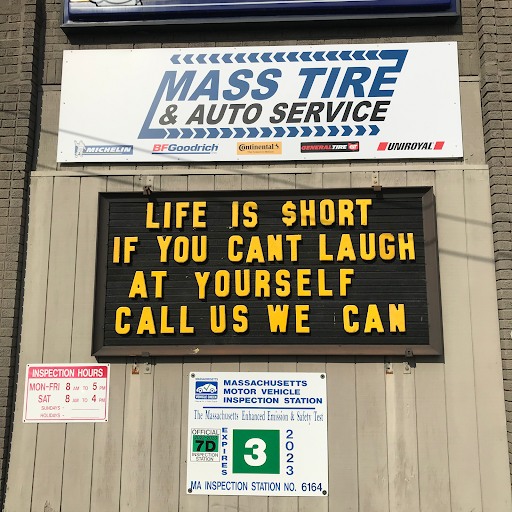 MASS TIRE
& AUTO SERVICE
MICHELIN BFGoodrich Continental GENERAL TIRE UNIROYAL
LIFE IS $HORT
IF YOU CANT LAUGH
AT YOURSELF
CALL US WE CAN
INSPECTION HOURS
MON-FRI 8 AM TO 5 PM
SAT 8 AM TO 4 PM
SUNDAYS
HOLIDAYS
MASSACHUSETTS
MOTOR VEHICLE
INSPECTION STATION
The Massachusetts Enhanced Emission & Safety Test
OFFICIAL
7D
INSPECTION
STATION
EXPIRES
3
2023
MA INSPECTION STATION NO. 6164